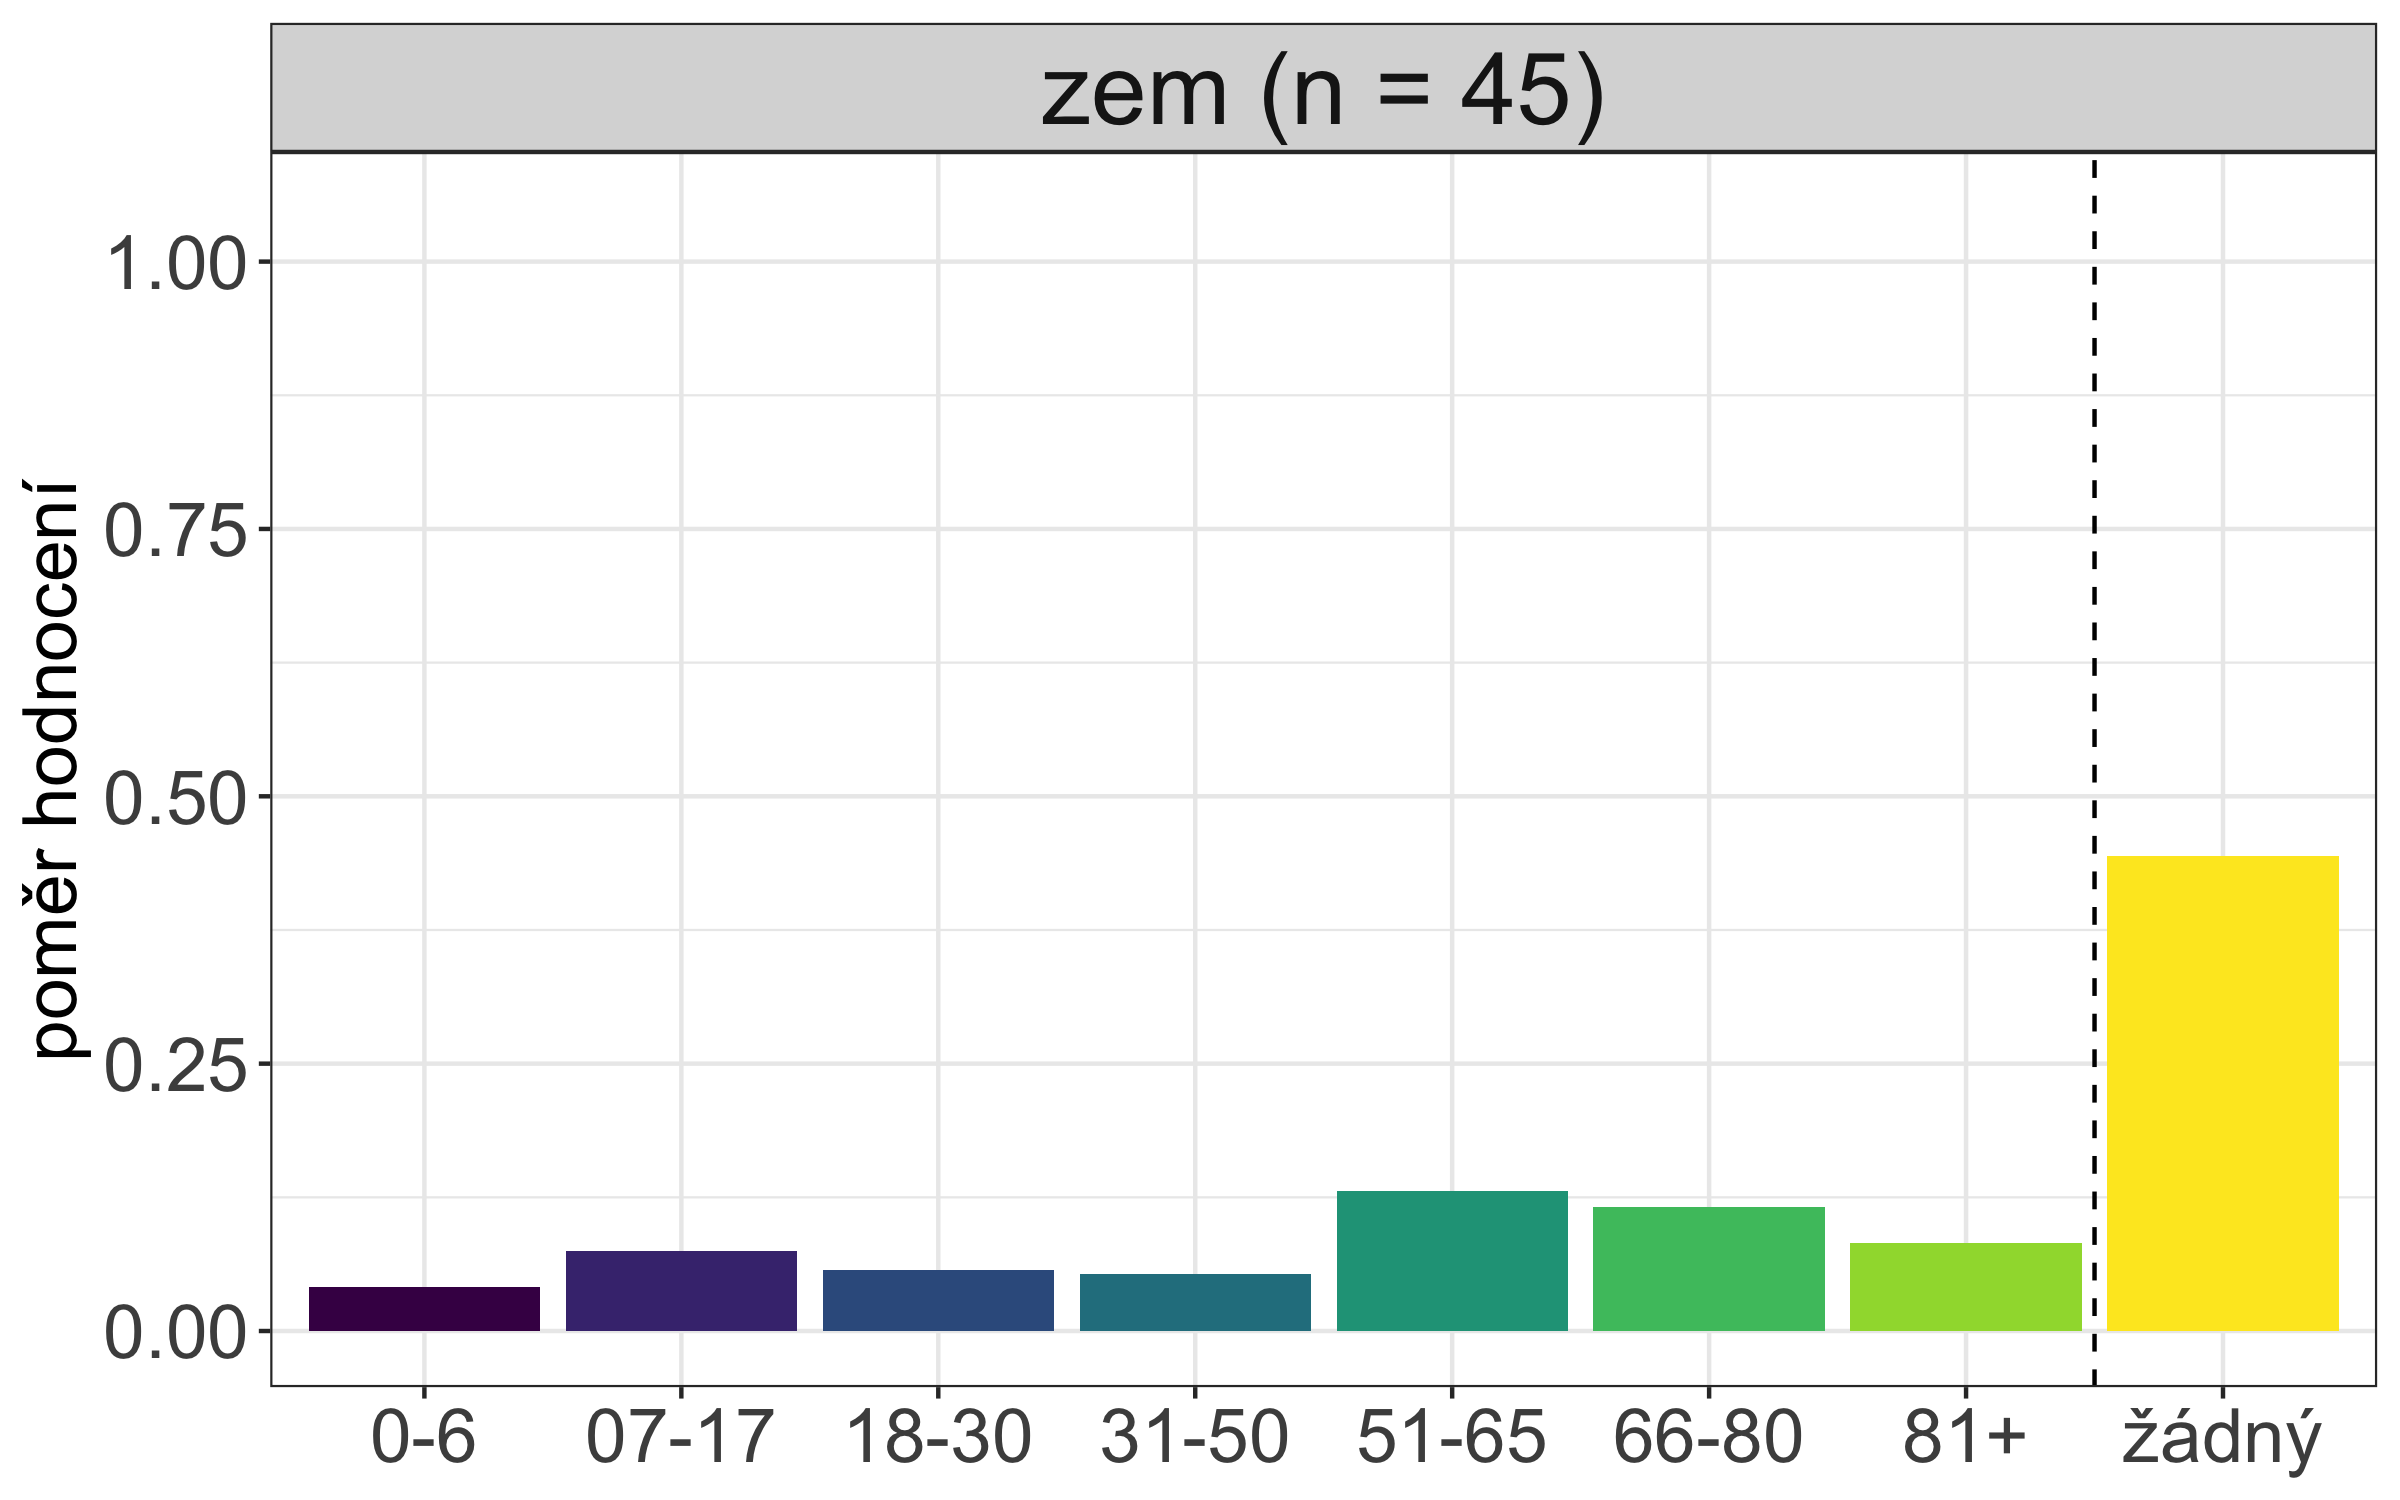 zem (n = 45)
poměr hodnocení
1.00
0.75
0.50
0.25
0.00
0-6 07-17 18-30 31-50 51-65 66-80 81+ žádný